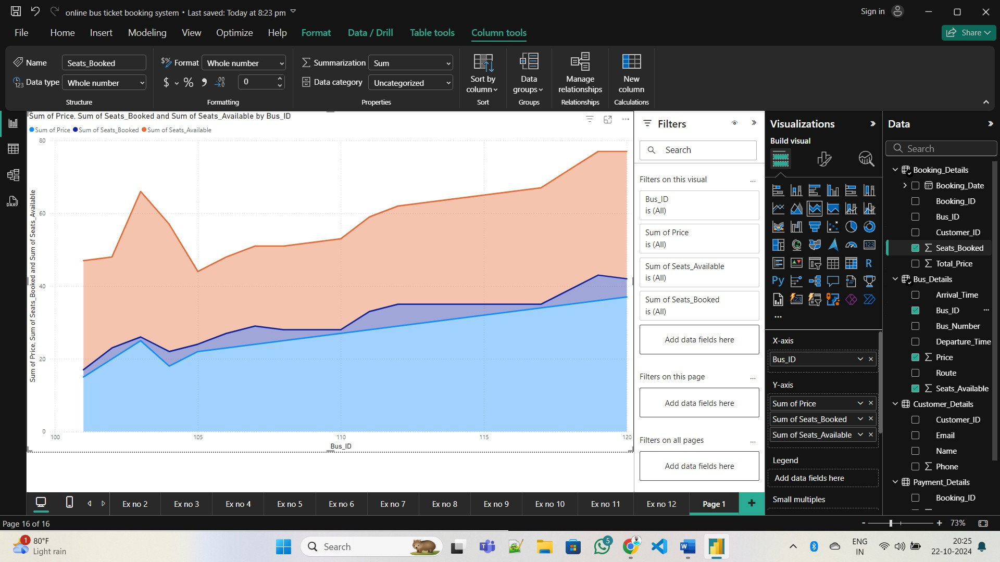 online bus ticket booking system • Last saved: Today at 8:23 pm
Sign in
File
Home
Insert
Modeling
View
Optimize
Help
Format
Data / Drill
Table tools
Column tools
Share
Name
Seats_Booked
Format
Whole number
Summarization
Sum
Data type
Whole number
$
%
0
Data category
Uncategorized
Sort by
column
Data
groups
Manage
relationships
New
column
Structure
Formatting
Properties
Sort
Groups
Relationships
Calculations
Sum of Price, Sum of Seats_Booked and Sum of Seats_Available by Bus_ID
Sum of Price
Sum of Seats_Booked
Sum of Seats_Available
80
60
40
20
0
Sum of Price, Sum of Seats_Booked and Sum of Seats_Available
100
105
110
115
120
Bus_ID
Filters
Search
Filters on this visual
Bus_ID
is (All)
Sum of Price
is (All)
Sum of Seats_Available
is (All)
Sum of Seats_Booked
is (All)
Add data fields here
Filters on this page
Add data fields here
Filters on all pages
Add data fields here
Visualizations
Build visual
123
R
Py
123
X-axis
Bus_ID
Y-axis
Sum of Price
Sum of Seats_Booked
Sum of Seats_Available
Legend
Add data fields here
Small multiples
Data
Search
Booking_Details
Booking_Date
Booking_ID
Bus_ID
Customer_ID
Seats_Booked
Total_Price
Bus_Details
Arrival_Time
Bus_ID
Bus_Number
Departure_Time
Price
Route
Seats_Available
Customer_Details
Customer_ID
Email
Name
Phone
Payment_Details
Booking_ID
DAX
Ex no 2
Ex no 3
Ex no 4
Ex no 5
Ex no 6
Ex no 7
Ex no 8
Ex no 9
Ex no 10
Ex no 11
Ex no 12
Page 1
Page 16 of 16
73%
1
80°F
Light rain
Search
5
ENG
IN
20:25
22-10-2024